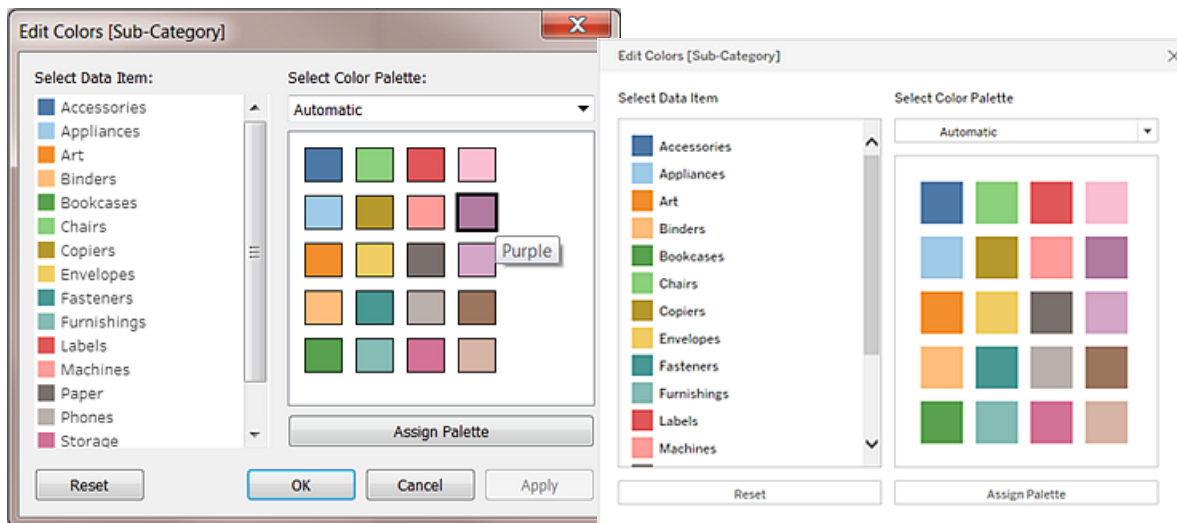 Edit Colors [Sub-Category]
Select Data Item:
Accessories
Appliances
Art
Binders
Bookcases
Chairs
Copiers
Envelopes
Fasteners
Furnishings
Labels
Machines
Paper
Phones
Storage
Select Color Palette:
Automatic
Purple
Assign Palette
Reset
OK
Cancel
Apply
Edit Colors [Sub-Category]
Select Data Item
Accessories
Appliances
Art
Binders
Bookcases
Chairs
Copiers
Envelopes
Fasteners
Furnishings
Labels
Machines
Select Color Palette
Automatic
Reset
Assign Palette